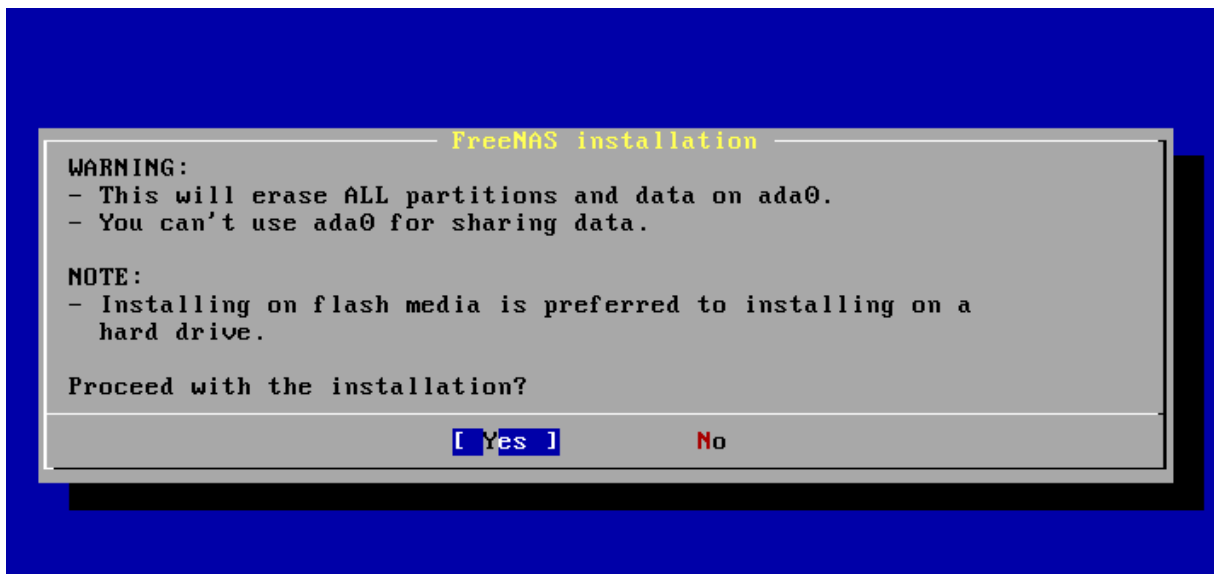 FreeNAS installation
WARNING:
- This will erase ALL partitions and data on ada0.
- You can't use ada0 for sharing data.
NOTE:
- Installing on flash media is preferred to installing on a
hard drive.
Proceed with the installation?
[ Yes ] No